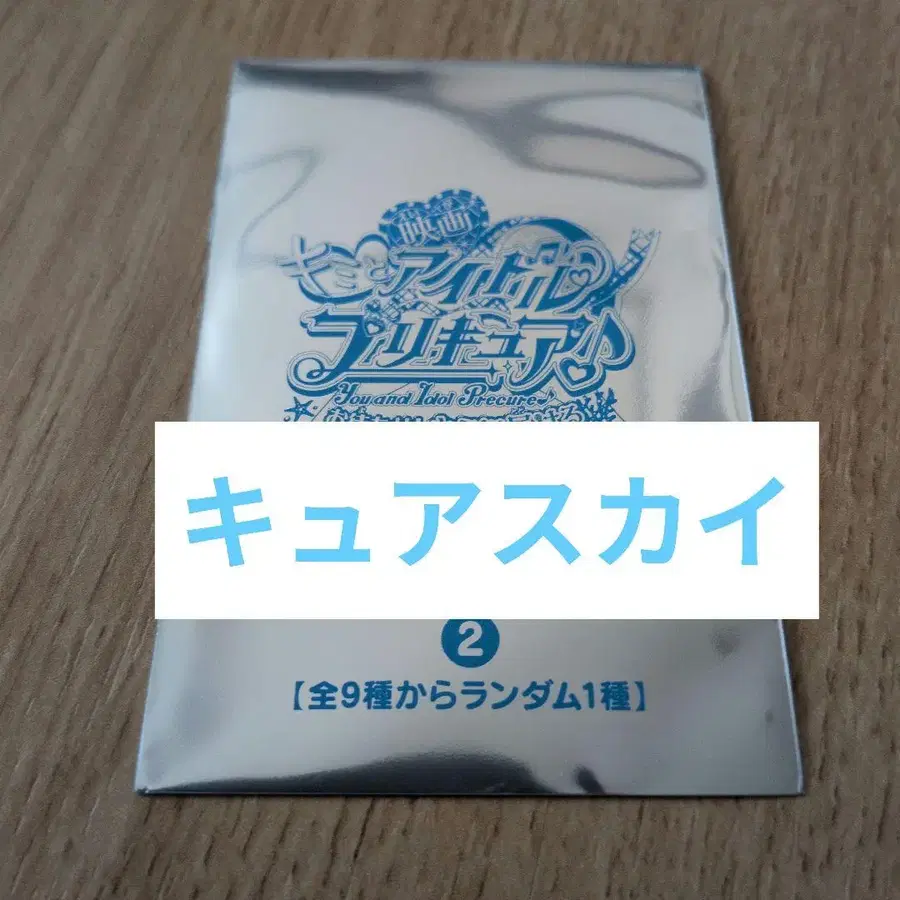 映画
キミとアイドル
プリキュア♪
You and Idol Precure♪
キュアスカイ
2
【全9種からランダム1種】